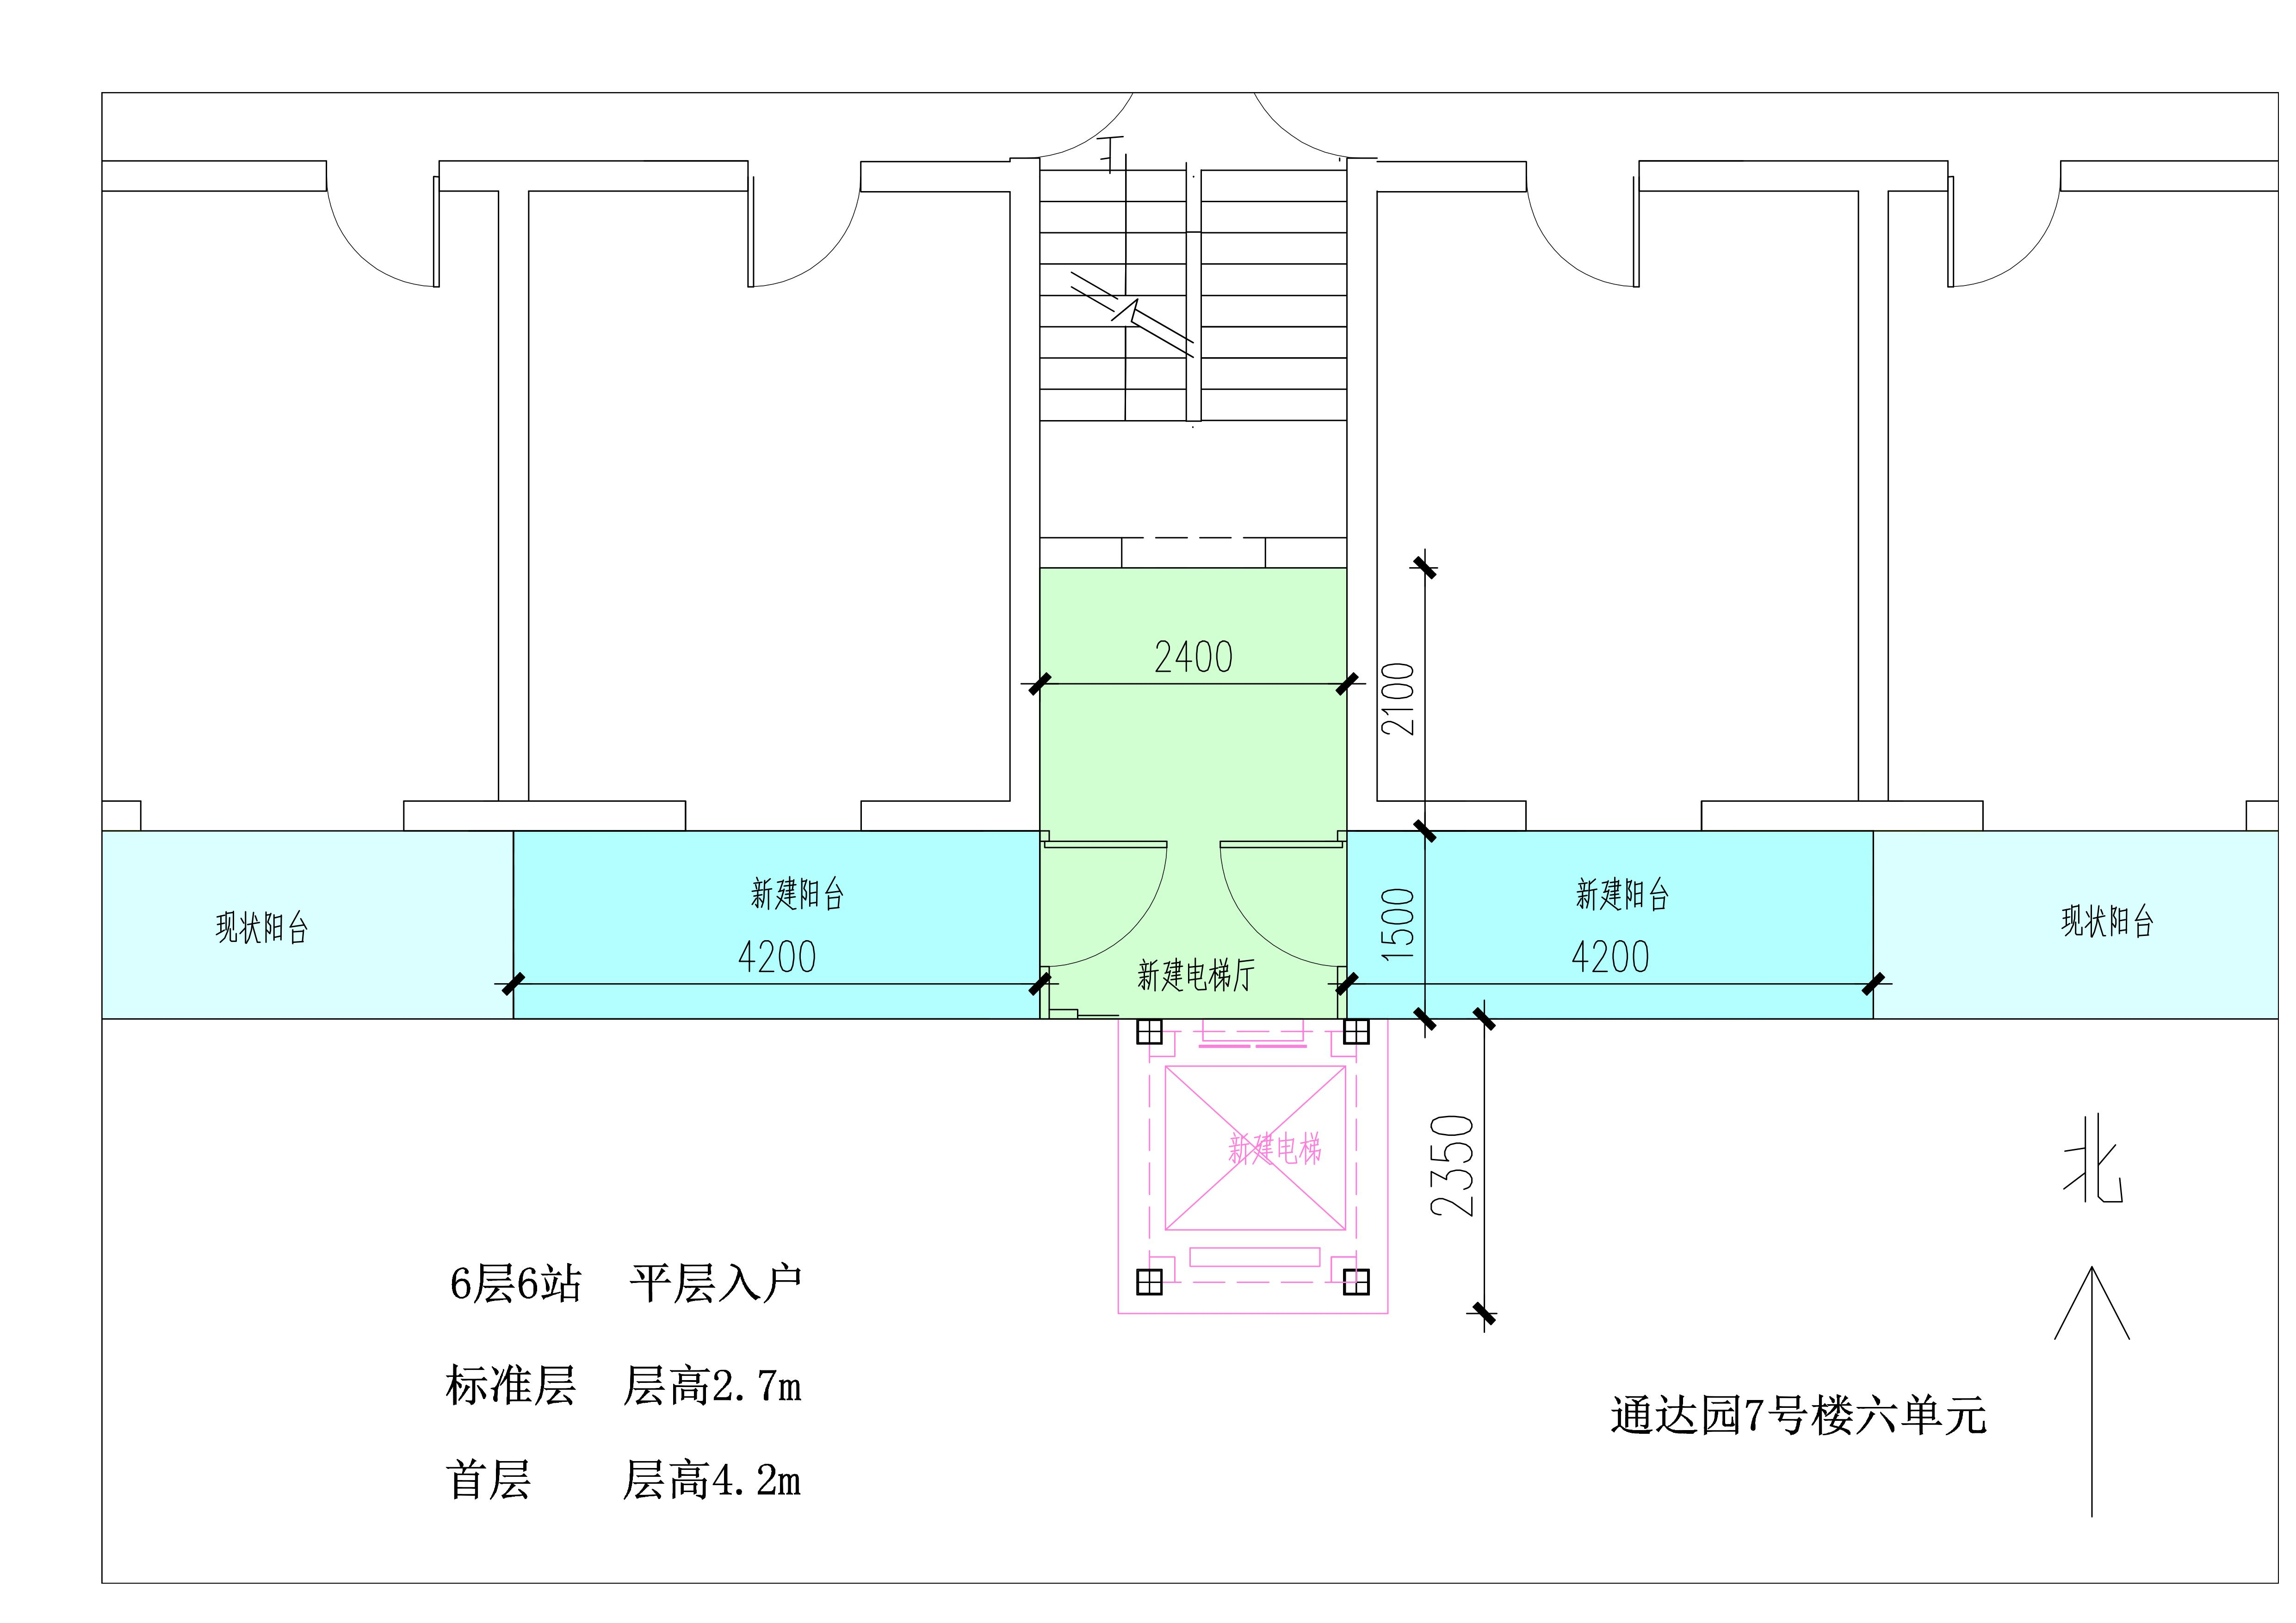 上
2400
2100
新建阳台
新建阳台
现状阳台
现状阳台
1500
4200
4200
新建电梯厅
新建电梯
2350
北
6层6站 平层入户
标准层 层高2.7m
首层 层高4.2m
通达园7号楼六单元